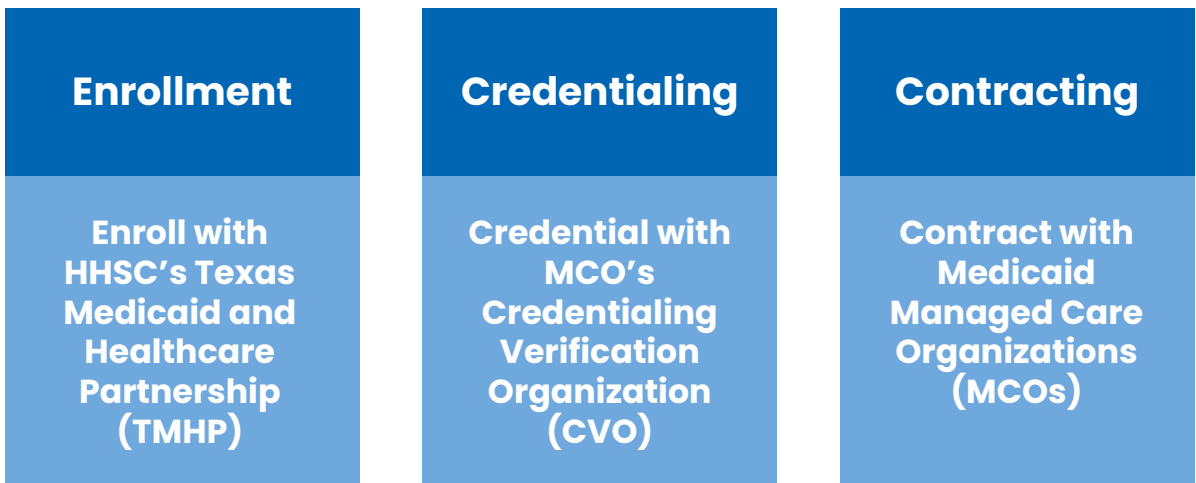 Enrollment
Enroll with
HHSC’s Texas
Medicaid and
Healthcare
Partnership
(TMHP)
Credentialing
Credential with
MCO’s
Credentialing
Verification
Organization
(CVO)
Contracting
Contract with
Medicaid
Managed Care
Organizations
(MCOs)